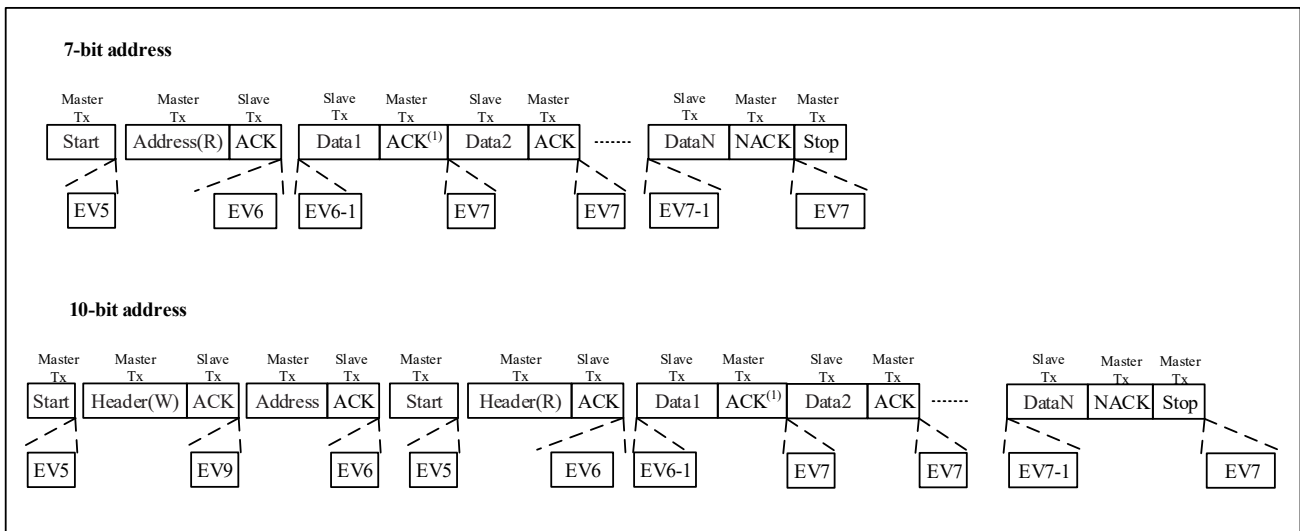 7-bit address
Master Tx Master Tx Slave Tx Slave Tx Master Tx Slave Tx Master Tx Slave Tx Master Tx Master Tx
Start Address(R) ACK Data1 ACK(1) Data2 ACK ........ DataN NACK Stop
EV5 EV6 EV6-1 EV7 EV7 EV7-1 EV7
10-bit address
Master Tx Master Tx Slave Tx Master Tx Slave Tx Master Tx Master Tx Slave Tx Slave Tx Master Tx Slave Tx Master Tx Slave Tx Master Tx Master Tx
Start Header(W) ACK Address ACK Start Header(R) ACK Data1 ACK(1) Data2 ACK ........ DataN NACK Stop
EV5 EV9 EV6 EV5 EV6 EV6-1 EV7 EV7 EV7-1 EV7